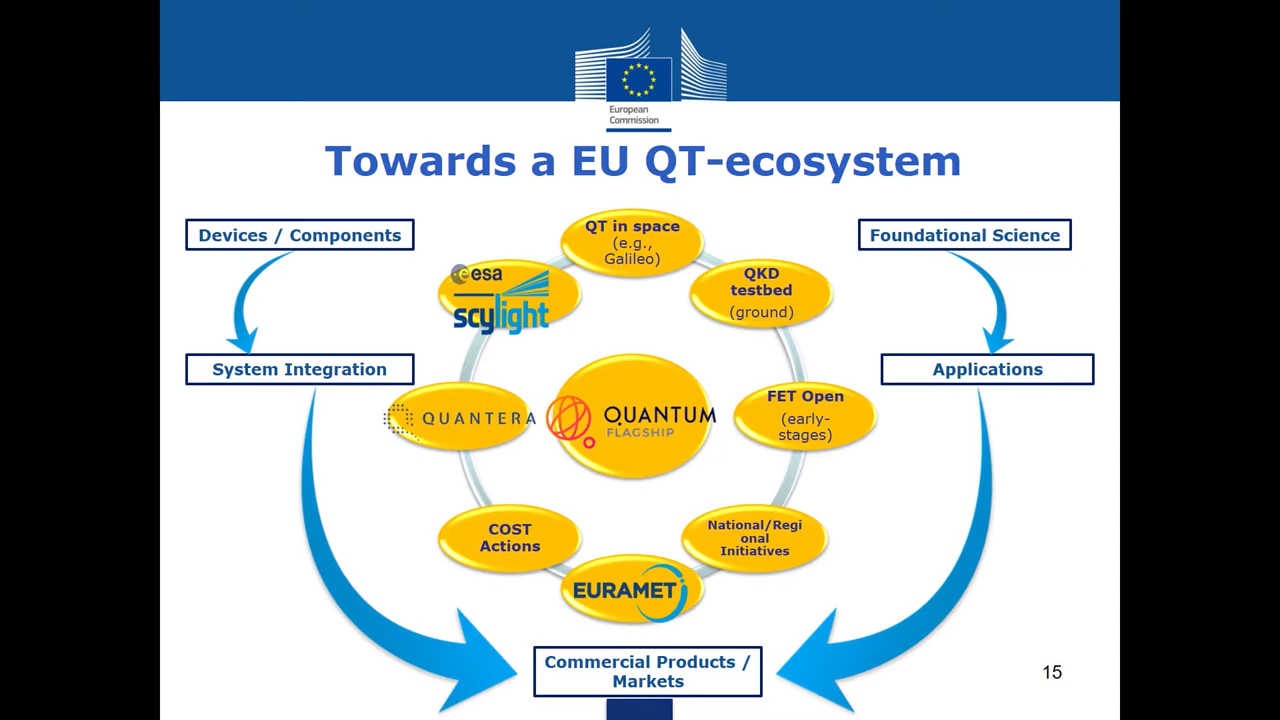 European
Commission
Towards a EU QT-ecosystem
Devices / Components
Foundational Science
QT in space
(e.g.,
Galileo)
esa
scylight
QKD
testbed
(ground)
System Integration
Applications
QUANTERA
QUANTUM
FLAGSHIP
FET Open
(early-
stages)
COST
Actions
National/Regi
onal
Initiatives
EURAMET
Commercial Products /
Markets
15